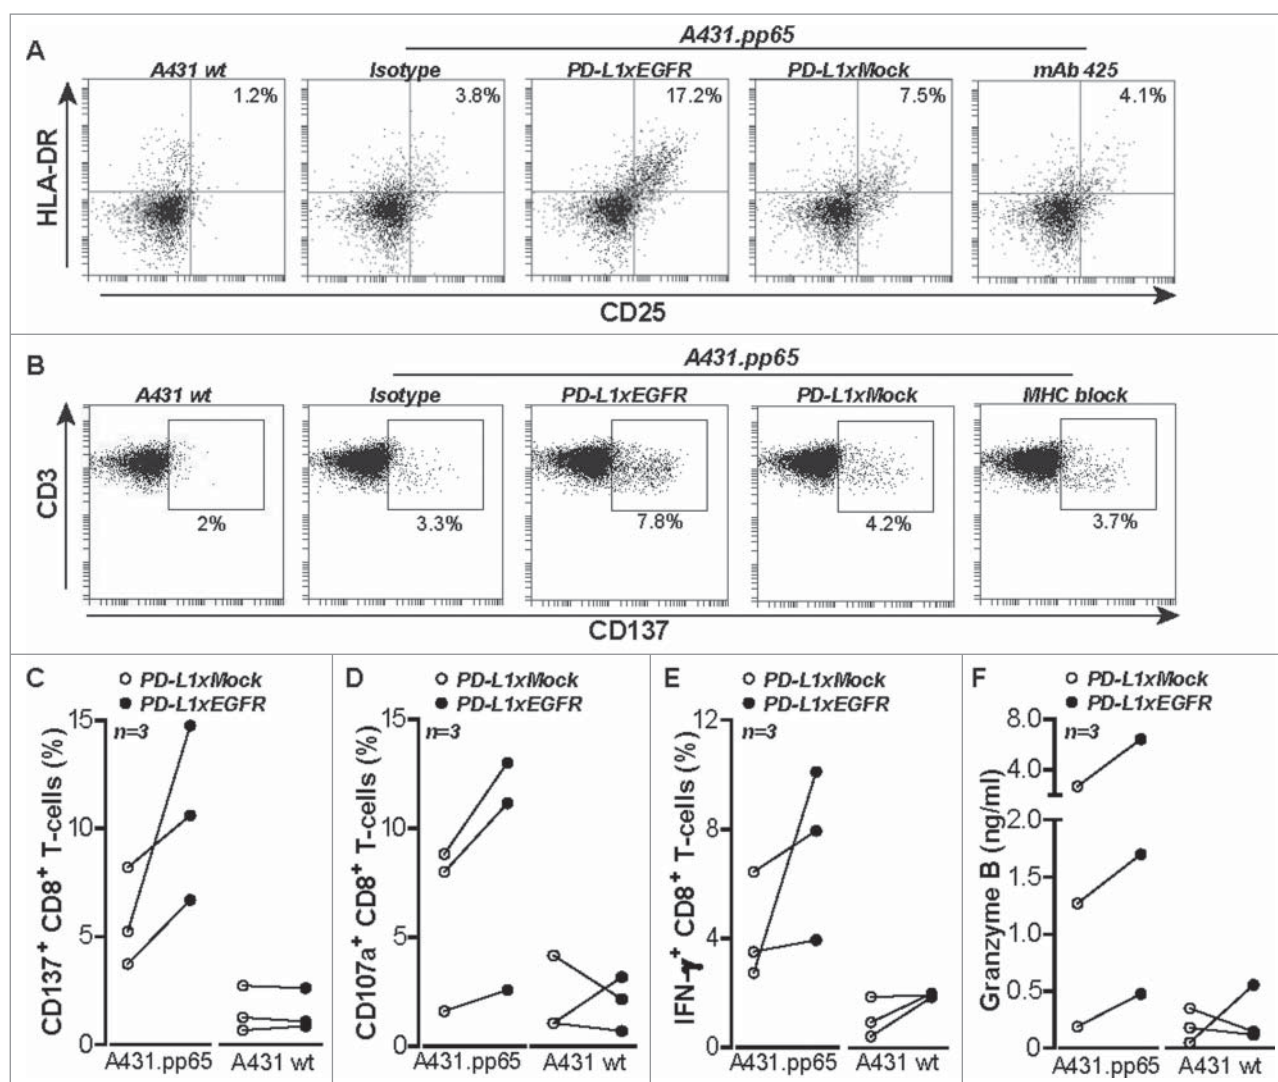 A
A431.pp65
A431 wt
Isotype
PD-L1xEGFR
PD-L1xMock
mAb 425
1.2%
3.8%
17.2%
7.5%
4.1%
HLA-DR
CD25
B
A431.pp65
A431 wt
Isotype
PD-L1xEGFR
PD-L1xMock
MHC block
CD3
2%
3.3%
7.8%
4.2%
3.7%
CD137
C
PD-L1xMock
PD-L1xEGFR
n=3
CD137+ CD8+ T-cells (%)
15
10
5
0
A431.pp65
A431 wt
D
PD-L1xMock
PD-L1xEGFR
n=3
CD107a+ CD8+ T-cells (%)
15
10
5
0
A431.pp65
A431 wt
E
PD-L1xMock
PD-L1xEGFR
n=3
IFN-γ+ CD8+ T-cells (%)
12
8
4
0
A431.pp65
A431 wt
F
PD-L1xMock
PD-L1xEGFR
n=3
Granzyme B (ng/ml)
8.0
4.0
2.0
1.5
1.0
0.5
0
A431.pp65
A431 wt